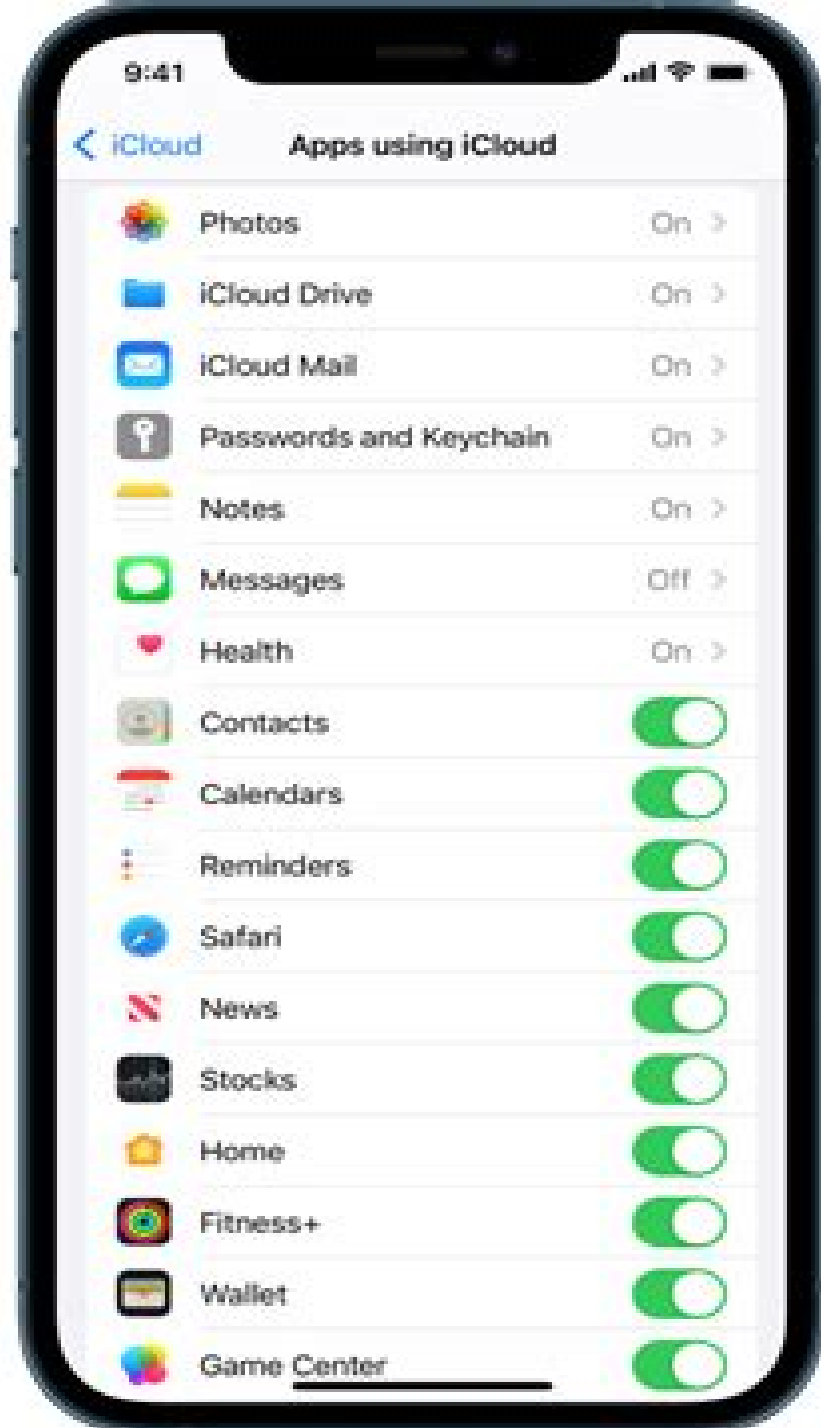 9:41
iCloud Apps using iCloud
Photos On
iCloud Drive On
iCloud Mail On
Passwords and Keychain On
Notes On
Messages Off
Health On
Contacts
Calendars
Reminders
Safari
News
Stocks
Home
Fitness+
Wallet
Game Center